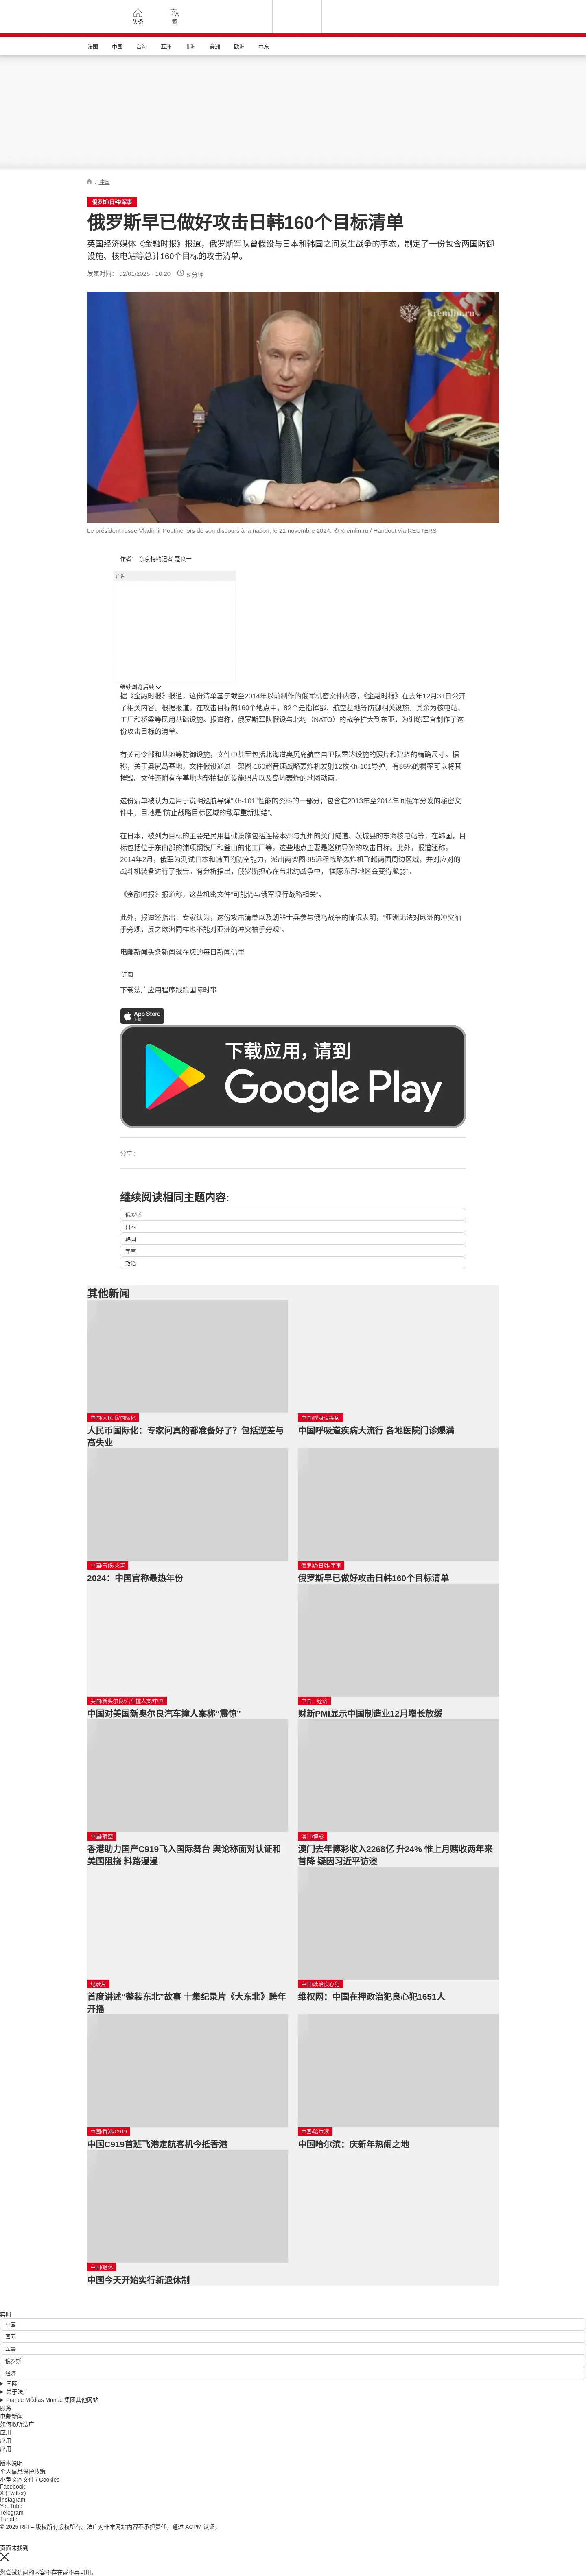 头条
繁
法国 中国 台海 亚洲 非洲 美洲 欧洲 中东
/ 中国
俄罗斯/日韩/军事
俄罗斯早已做好攻击日韩160个目标清单
英国经济媒体《金融时报》报道，俄罗斯军队曾假设与日本和韩国之间发生战争的事态，制定了一份包含两国防御
设施、核电站等总计160个目标的攻击清单。
发表时间： 02/01/2025 - 10:20 5 分钟
kremlin.ru
Le président russe Vladimir Poutine lors de son discours à la nation, le 21 novembre 2024. © Kremlin.ru / Handout via REUTERS
作者： 东京特约记者 楚良一
广告
继续浏览后续
据《金融时报》报道，这份清单基于截至2014年以前制作的俄军机密文件内容，《金融时报》在去年12月31日公开
了相关内容。根据报道，在攻击目标的160个地点中，82个是指挥部、航空基地等防御相关设施，其余为核电站、
工厂和桥梁等民用基础设施。报道称，俄罗斯军队假设与北约（NATO）的战争扩大到东亚，为训练军官制作了这
份攻击目标的清单。
有关司令部和基地等防御设施，文件中甚至包括北海道奥尻岛航空自卫队雷达设施的照片和建筑的精确尺寸。据
称，关于奥尻岛基地，文件假设通过一架图-160超音速战略轰炸机发射12枚Kh-101导弹，有85%的概率可以将其
摧毁。文件还附有在基地内部拍摄的设施照片以及岛屿轰炸的地图动画。
这份清单被认为是用于说明巡航导弹“Kh-101”性能的资料的一部分，包含在2013年至2014年间俄军分发的秘密文
件中，目地是“防止战略目标区域的敌军重新集结”。
在日本，被列为目标的主要是民用基础设施包括连接本州与九州的关门隧道、茨城县的东海核电站等，在韩国，目
标包括位于东南部的浦项钢铁厂和釜山的化工厂等，这些地点主要是巡航导弹的攻击目标。此外，报道还称，
2014年2月，俄军为测试日本和韩国的防空能力，派出两架图-95远程战略轰炸机飞越两国周边区域，并对应对的
战斗机装备进行了报告。有分析指出，俄罗斯担心在与北约战争中，“国家东部地区会变得脆弱”。
《金融时报》报道称，这些机密文件“可能仍与俄军现行战略相关”。
此外，报道还指出：专家认为，这份攻击清单以及朝鲜士兵参与俄乌战争的情况表明，“亚洲无法对欧洲的冲突袖
手旁观，反之欧洲同样也不能对亚洲的冲突袖手旁观”。
电邮新闻头条新闻就在您的每日新闻信里
订阅
下载法广应用程序跟踪国际时事
App Store
下载
下载应用，请到
Google Play
分享 :
继续阅读相同主题内容:
俄罗斯
日本
韩国
军事
政治
其他新闻
中国/人民币/国际化
人民币国际化：专家问真的都准备好了？包括逆差与
高失业
中国/呼吸道疾病
中国呼吸道疾病大流行 各地医院门诊爆满
中国/气候/灾害
2024：中国官称最热年份
俄罗斯/日韩/军事
俄罗斯早已做好攻击日韩160个目标清单
美国/新奥尔良/汽车撞人案/中国
中国对美国新奥尔良汽车撞人案称“震惊”
中国，经济
财新PMI显示中国制造业12月增长放缓
中国/航空
香港助力国产C919飞入国际舞台 舆论称面对认证和
美国阻挠 料路漫漫
澳门/博彩
澳门去年博彩收入2268亿 升24% 惟上月赌收两年来
首降 疑因习近平访澳
纪录片
首度讲述“整装东北”故事 十集纪录片《大东北》跨年
开播
中国/政治良心犯
维权网：中国在押政治犯良心犯1651人
中国/香港/C919
中国C919首班飞港定航客机今抵香港
中国/哈尔滨
中国哈尔滨：庆新年热闹之地
中国/退休
中国今天开始实行新退休制
实时
中国
国际
军事
俄罗斯
经济
国际
关于法广
France Médias Monde 集团其他网站
服务
电邮新闻
如何收听法广
应用
应用
应用
版本说明
个人信息保护政策
小型文本文件 / Cookies
Facebook
X (Twitter)
Instagram
YouTube
Telegram
TuneIn
© 2025 RFI – 版权所有版权所有。法广对非本网站内容不承担责任。通过 ACPM 认证。
页面未找到
您尝试访问的内容不存在或不再可用。